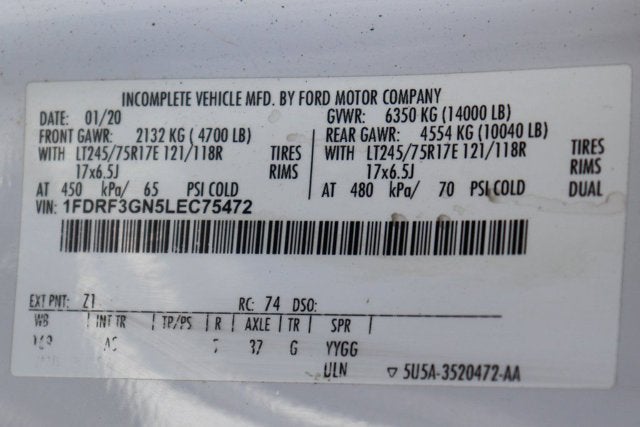 INCOMPLETE VEHICLE MFD. BY FORD MOTOR COMPANY
DATE: 01/20 GVWR: 6350 KG (14000 LB)
FRONT GAWR: 2132 KG ( 4700 LB) REAR GAWR: 4554 KG (10040 LB)
WITH LT245/75R17E 121/118R TIRES WITH LT245/75R17E 121/118R TIRES
17x6.5J RIMS 17x6.5J RIMS
AT 450 kPa/ 65 PSI COLD AT 480 kPa/ 70 PSI COLD DUAL
VIN: 1FDRF3GN5LEC75472
EXT PNT: Z1 RC: 74 DSO:
WB INT TR TP/PS R AXLE TR SPR
AS 37 G YYGG
ULN 5U5A-3520472-AA